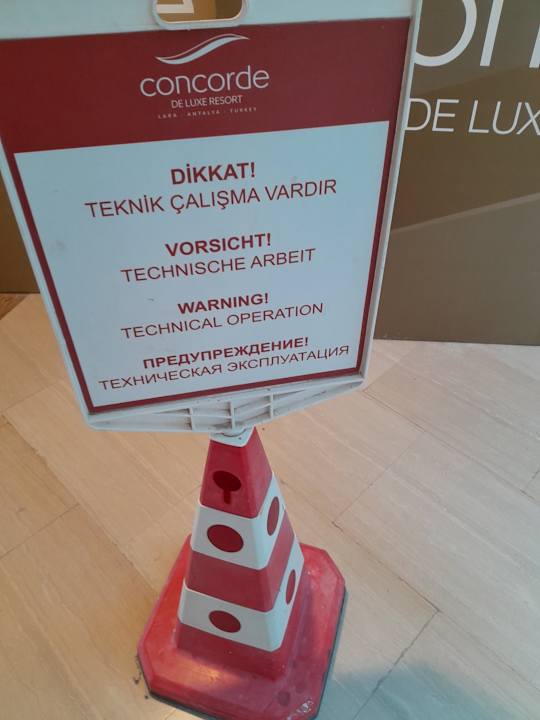 concorde
DE LUXE RESORT
LARA - ANTALYA - TURKEY
DİKKAT!
TEKNİK ÇALIŞMA VARDIR
VORSICHT!
TECHNISCHE ARBEIT
WARNING!
TECHNICAL OPERATION
ПРЕДУПРЕЖДЕНИЕ!
ТЕХНИЧЕСКАЯ ЭКСПЛУАТАЦИЯ
DE LUX